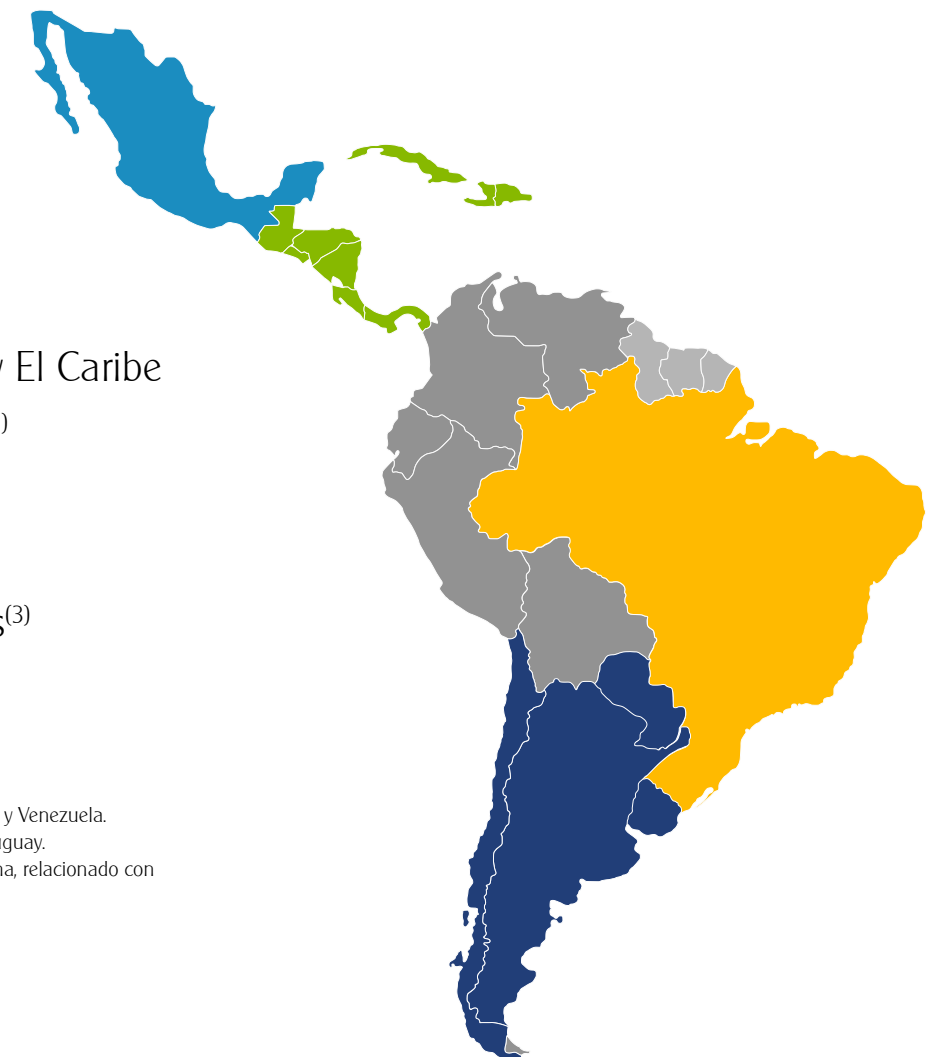 El Caribe
)
(3)
y Venezuela.
guay.
na, relacionado con